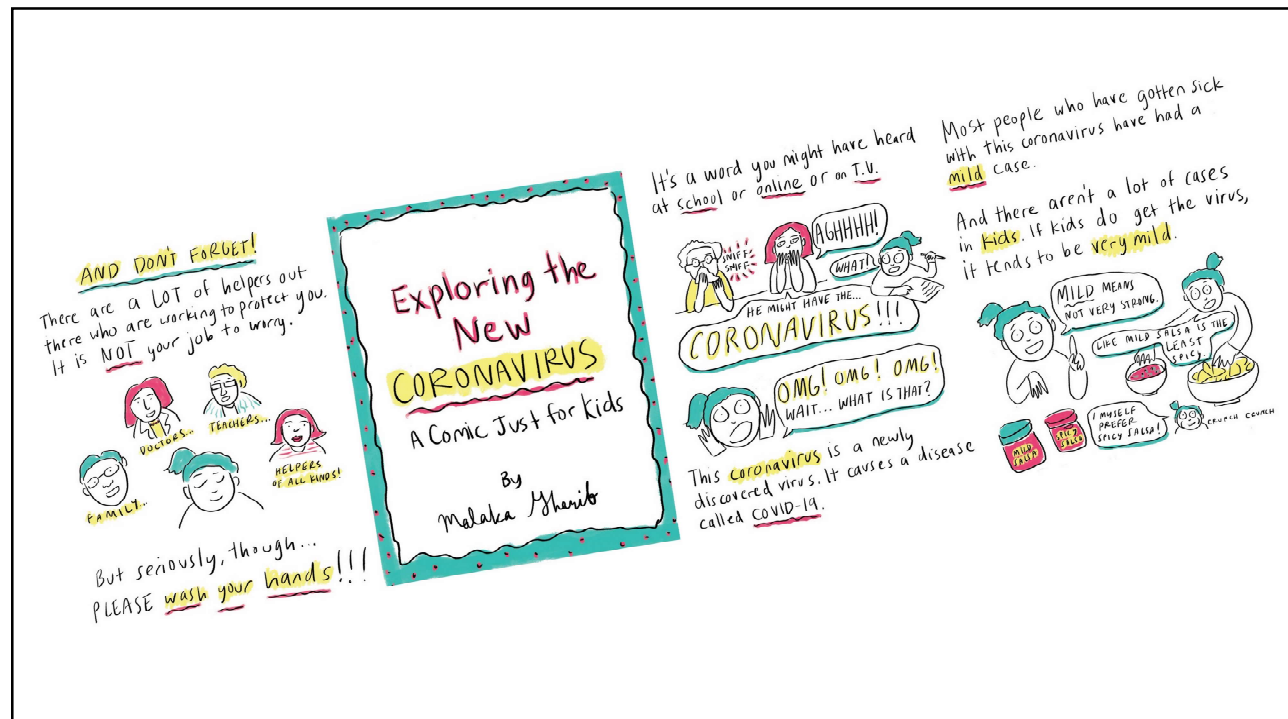 AND DON'T FORGET!
There are a LOT of helpers out
there who are working to protect you.
It is NOT your job to worry.
DOCTORS...
TEACHERS...
FAMILY...
HELPERS
OF ALL KINDS!
But seriously, though...
PLEASE wash your hands!!!
Exploring the
New
CORONAVIRUS
A Comic Just for Kids
By
Malaka Gharib
It's a word you might have heard
at school or online or on T.V.
SNIFF
SNIFF
AGHHHH!
WHAT?
HE MIGHT HAVE THE...
CORONAVIRUS!!!
OMG! OMG! OMG!
WAIT... WHAT IS THAT?
This coronavirus is a newly
discovered virus. It causes a disease
called COVID-19.
Most people who have gotten sick
with this coronavirus have had a
mild case.
And there aren't a lot of cases
in kids. If kids do get the virus,
it tends to be very mild.
MILD MEANS
NOT VERY STRONG.
LIKE MILD SALSA IS THE
LEAST
SPICY
MILD
SALSA
SPICY
SALSA
I MYSELF
PREFER
SPICY SALSA!
CRUNCH CRUNCH